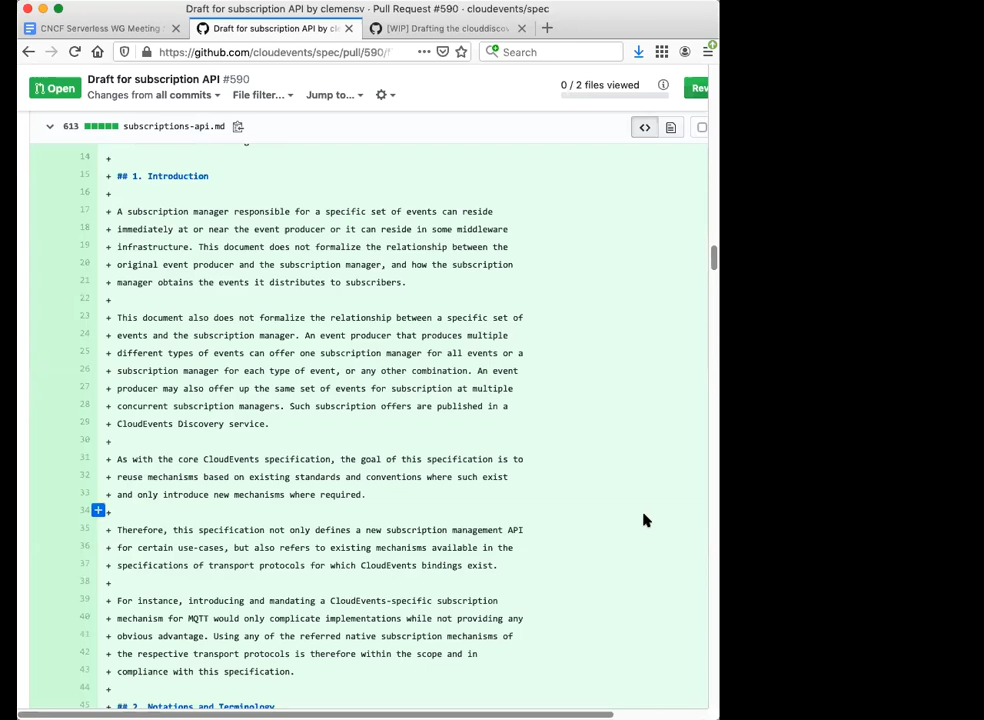 Draft for subscription API by clemensv · Pull Request #590 · cloudevents/spec
CNCF Serverless WG Meeting
Draft for subscription API by cle
[WIP] Drafting the clouddiscov
https://github.com/cloudevents/spec/pull/590/f
Search
Open
Draft for subscription API #590
Changes from all commits
File filter...
Jump to...
0 / 2 files viewed
Rev
613
subscriptions-api.md
14 +
15 + ## 1. Introduction
16 +
17 + A subscription manager responsible for a specific set of events can reside
18 + immediately at or near the event producer or it can reside in some middleware
19 + infrastructure. This document does not formalize the relationship between the
20 + original event producer and the subscription manager, and how the subscription
21 + manager obtains the events it distributes to subscribers.
22 +
23 + This document also does not formalize the relationship between a specific set of
24 + events and the subscription manager. An event producer that produces multiple
25 + different types of events can offer one subscription manager for all events or a
26 + subscription manager for each type of event, or any other combination. An event
27 + producer may also offer up the same set of events for subscription at multiple
28 + concurrent subscription managers. Such subscription offers are published in a
29 + CloudEvents Discovery service.
30 +
31 + As with the core CloudEvents specification, the goal of this specification is to
32 + reuse mechanisms based on existing standards and conventions where such exist
33 + and only introduce new mechanisms where required.
34 +
35 + Therefore, this specification not only defines a new subscription management API
36 + for certain use-cases, but also refers to existing mechanisms available in the
37 + specifications of transport protocols for which CloudEvents bindings exist.
38 +
39 + For instance, introducing and mandating a CloudEvents-specific subscription
40 + mechanism for MQTT would only complicate implementations while not providing any
41 + obvious advantage. Using any of the referred native subscription mechanisms of
42 + the respective transport protocols is therefore within the scope and in
43 + compliance with this specification.
44 +
45 + ## 2. Notations and Terminology